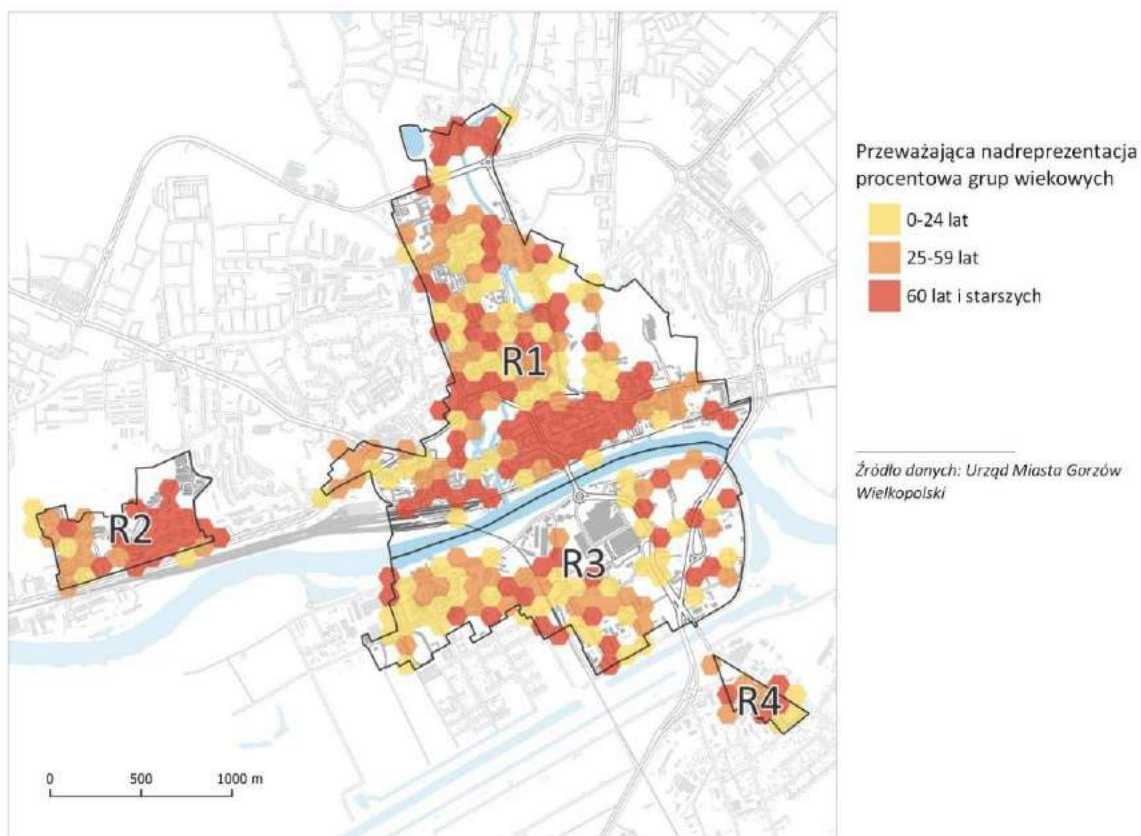 R1
R2
R3
R4
0 500 1000 m
Przeważająca nadreprezentacja
procentowa grup wiekowych
0-24 lat
25-59 lat
60 lat i starszych
Źródło danych: Urząd Miasta Gorzów
Wielkopolski